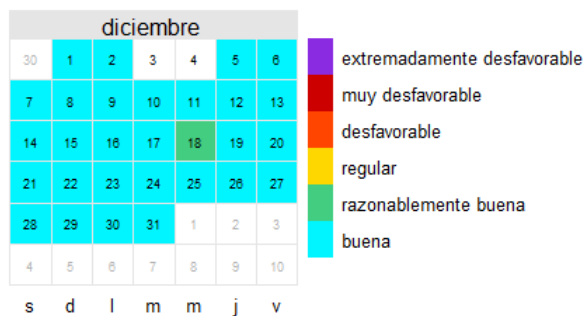 diciembre
30 1 2 3 4 5 6
7 8 9 10 11 12 13
14 15 16 17 18 19 20
21 22 23 24 25 26 27
28 29 30 31 1 2 3
4 5 6 7 8 9 10
s d l m m j v
extremadamente desfavorable
muy desfavorable
desfavorable
regular
razonablemente buena
buena